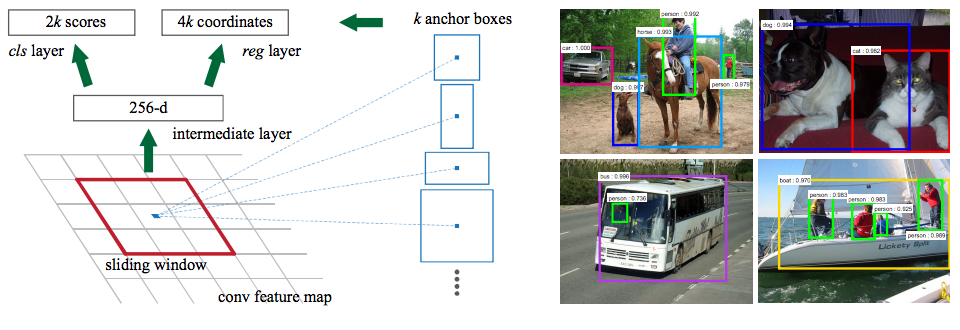 2k scores
4k coordinates
k anchor boxes
cls layer
reg layer
256-d
intermediate layer
sliding window
conv feature map
person : 0.992
horse : 0.993
car : 1.000
dog : 0.997
person : 0.979
dog : 0.994
cat : 0.982
bus : 0.996
person : 0.736
boat : 0.970
person : 0.983
person : 0.983
person : 0.925
person : 0.989
Lickety Split